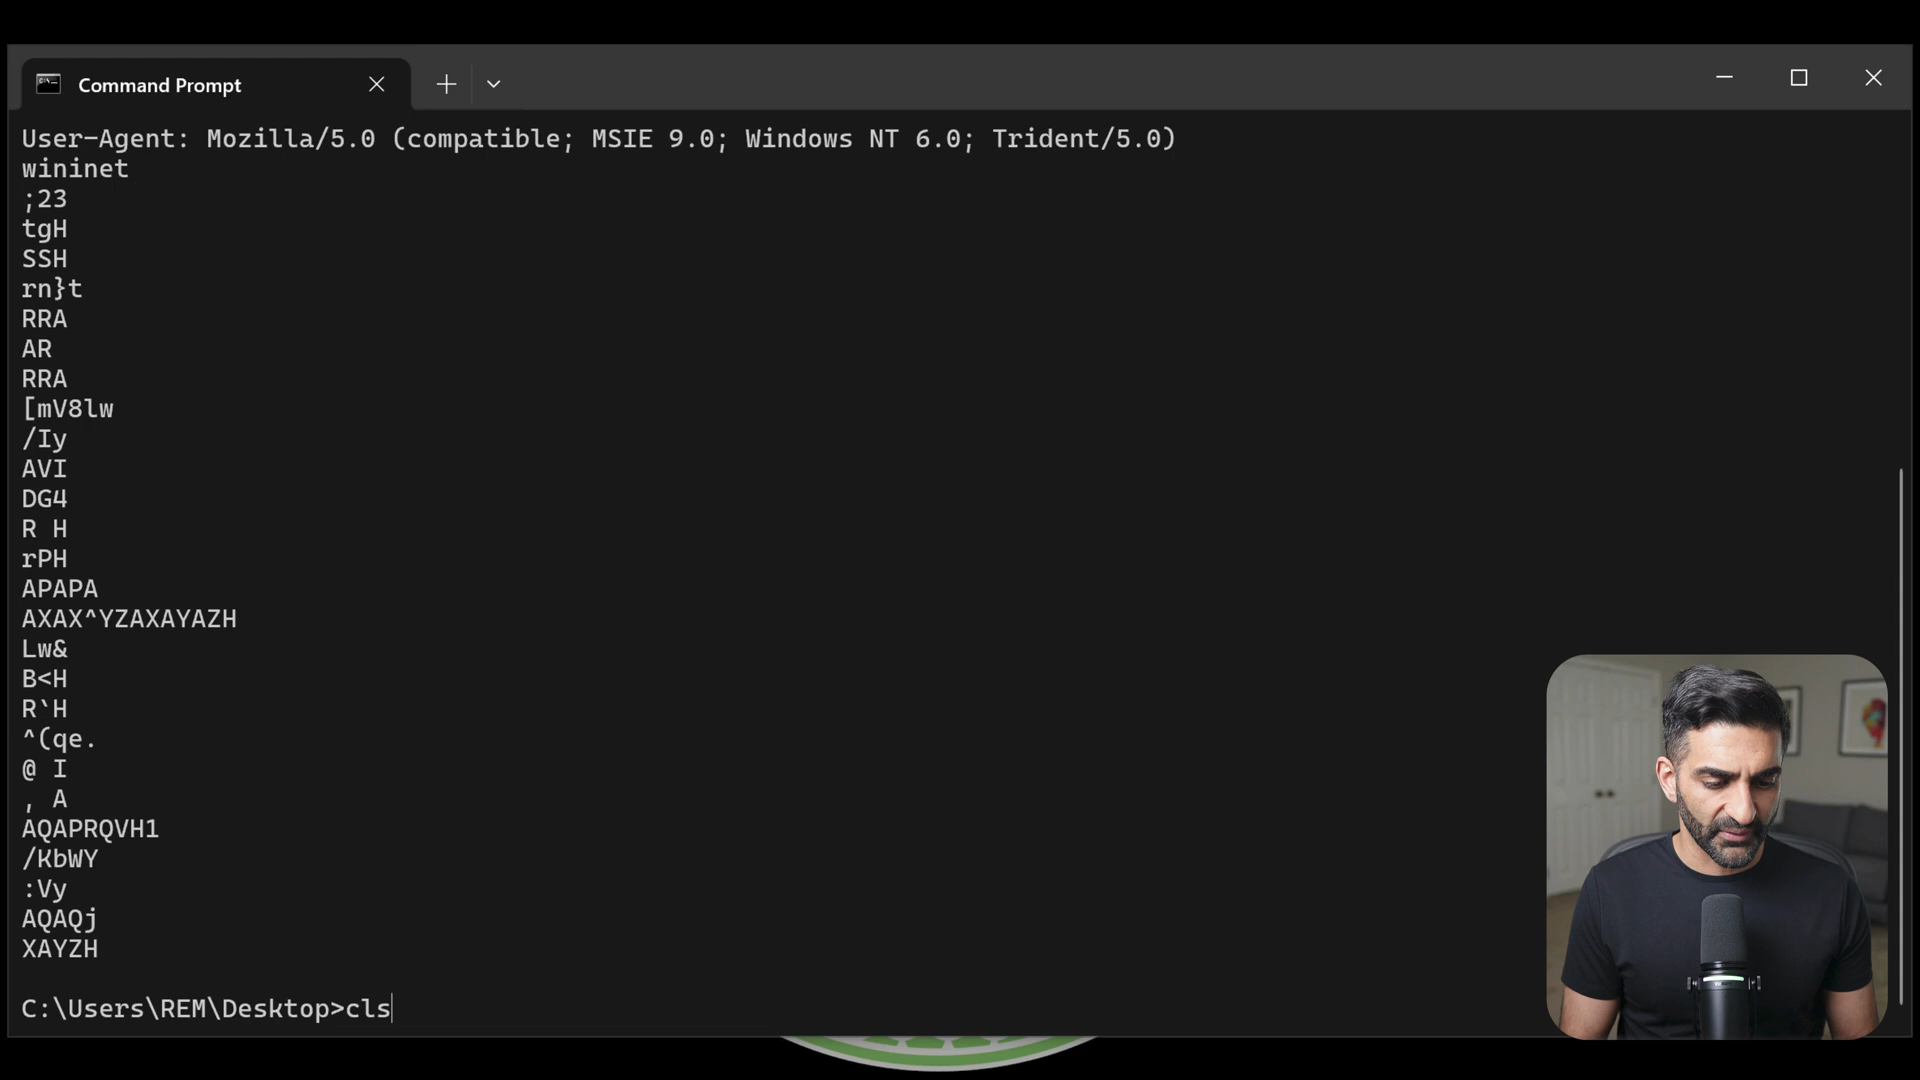 Command Prompt
User-Agent: Mozilla/5.0 (compatible; MSIE 9.0; Windows NT 6.0; Trident/5.0)
wininet
;23
tgH
SSH
rn}t
RRA
AR
RRA
[mV8lw
/Iy
AVI
DG4
R H
rPH
APAPA
AXAX^YZAXAYAZH
Lw&
B<H
R`H
^(qe.
@ I
, A
AQAPRQVH1
/KbWY
:Vy
AQAQj
XAYZH
C:\Users\REM\Desktop>cls